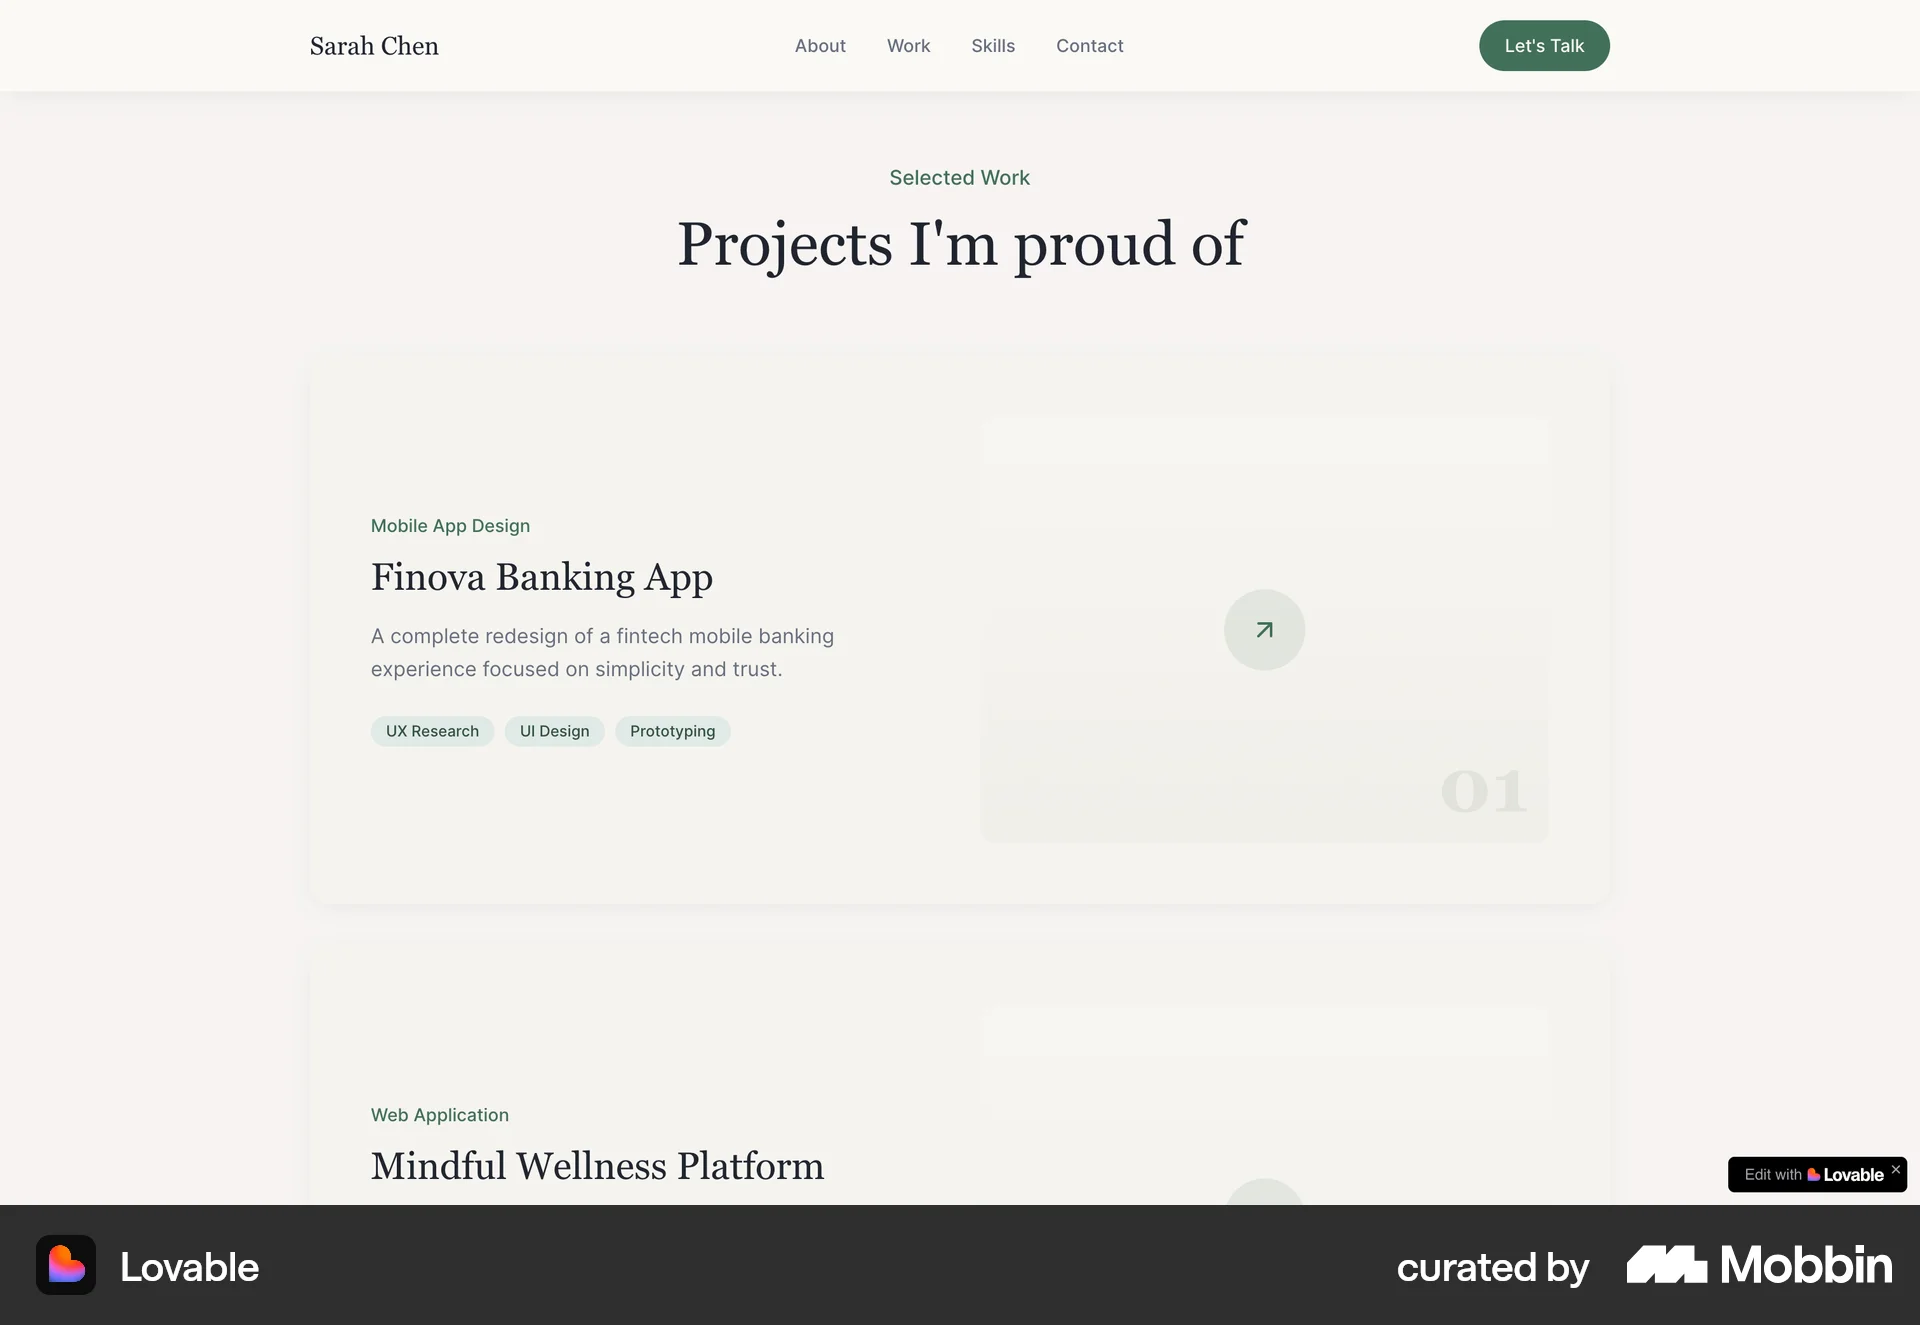 Sarah Chen
About
Work
Skills
Contact
Let's Talk
Selected Work
Projects I'm proud of
Mobile App Design
Finova Banking App
A complete redesign of a fintech mobile banking
experience focused on simplicity and trust.
UX Research
UI Design
Prototyping
01
Web Application
Mindful Wellness Platform
Edit with Lovable
Lovable
curated by Mobbin